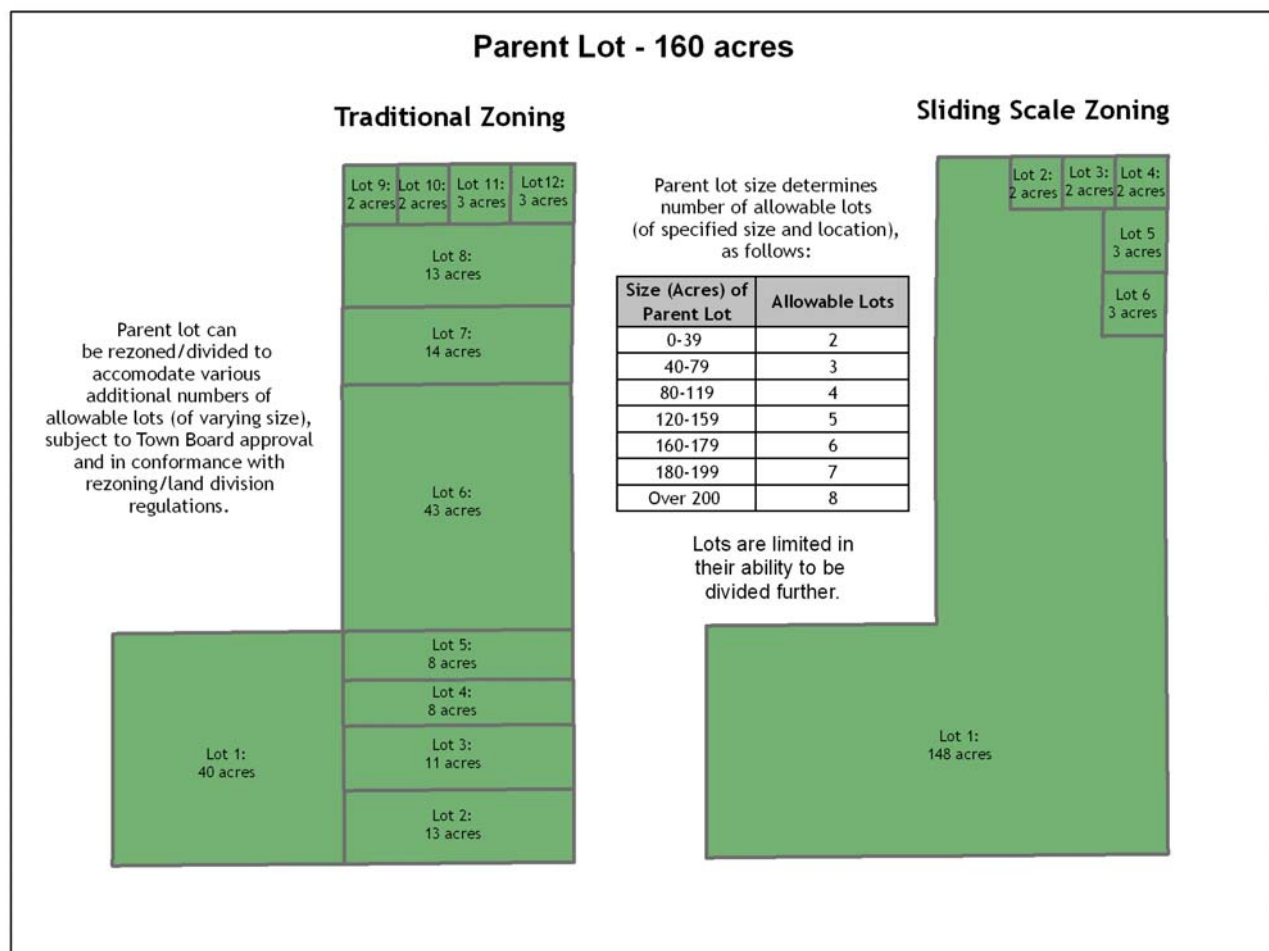 Parent Lot - 160 acres
Traditional Zoning
Lot 9:
2 acres
Lot 10:
2 acres
Lot 11:
3 acres
Lot12:
3 acres
Lot 8:
13 acres
Lot 7:
14 acres
Parent lot can
be rezoned/divided to
accomodate various
additional numbers of
allowable lots (of varying size),
subject to Town Board approval
and in conformance with
rezoning/land division
regulations.
Lot 6:
43 acres
Lot 5:
8 acres
Lot 4:
8 acres
Lot 3:
11 acres
Lot 2:
13 acres
Lot 1:
40 acres
Sliding Scale Zoning
Parent lot size determines
number of allowable lots
(of specified size and location),
as follows:
Size (Acres) of
Parent Lot
Allowable Lots
0-39 2
40-79 3
80-119 4
120-159 5
160-179 6
180-199 7
Over 200 8
Lots are limited in
their ability to be
divided further.
Lot 2:
2 acres
Lot 3:
2 acres
Lot 4:
2 acres
Lot 5
3 acres
Lot 6
3 acres
Lot 1:
148 acres